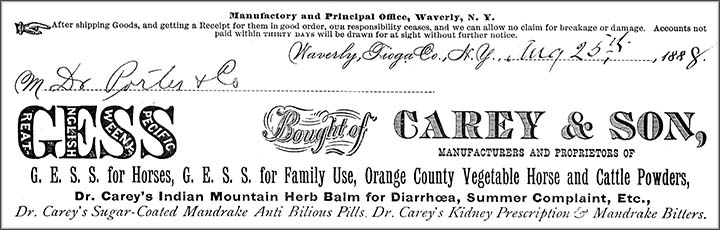 Manufactory and Principal Office, Waverly, N. Y.
After shipping Goods, and getting a Receipt for them in good order, our responsibility ceases, and we can allow no claim for breakage or damage. Accounts not
paid within THIRTY DAYS will be drawn for at sight without further notice.
Waverly, Tioga Co., N.Y., Aug 25th, 1888.
M Dr Porter & Co
GESS
REAT-
NGLISH
WEENY
PECIFIC
Bought of CAREY & SON,
MANUFACTURERS AND PROPRIETORS OF
G. E. S. S. for Horses, G. E. S. S. for Family Use, Orange County Vegetable Horse and Cattle Powders,
Dr. Carey's Indian Mountain Herb Balm for Diarrhœa, Summer Complaint, Etc.,
Dr. Carey's Sugar-Coated Mandrake Anti Bilious Pills. Dr. Carey's Kidney Prescription & Mandrake Bitters.